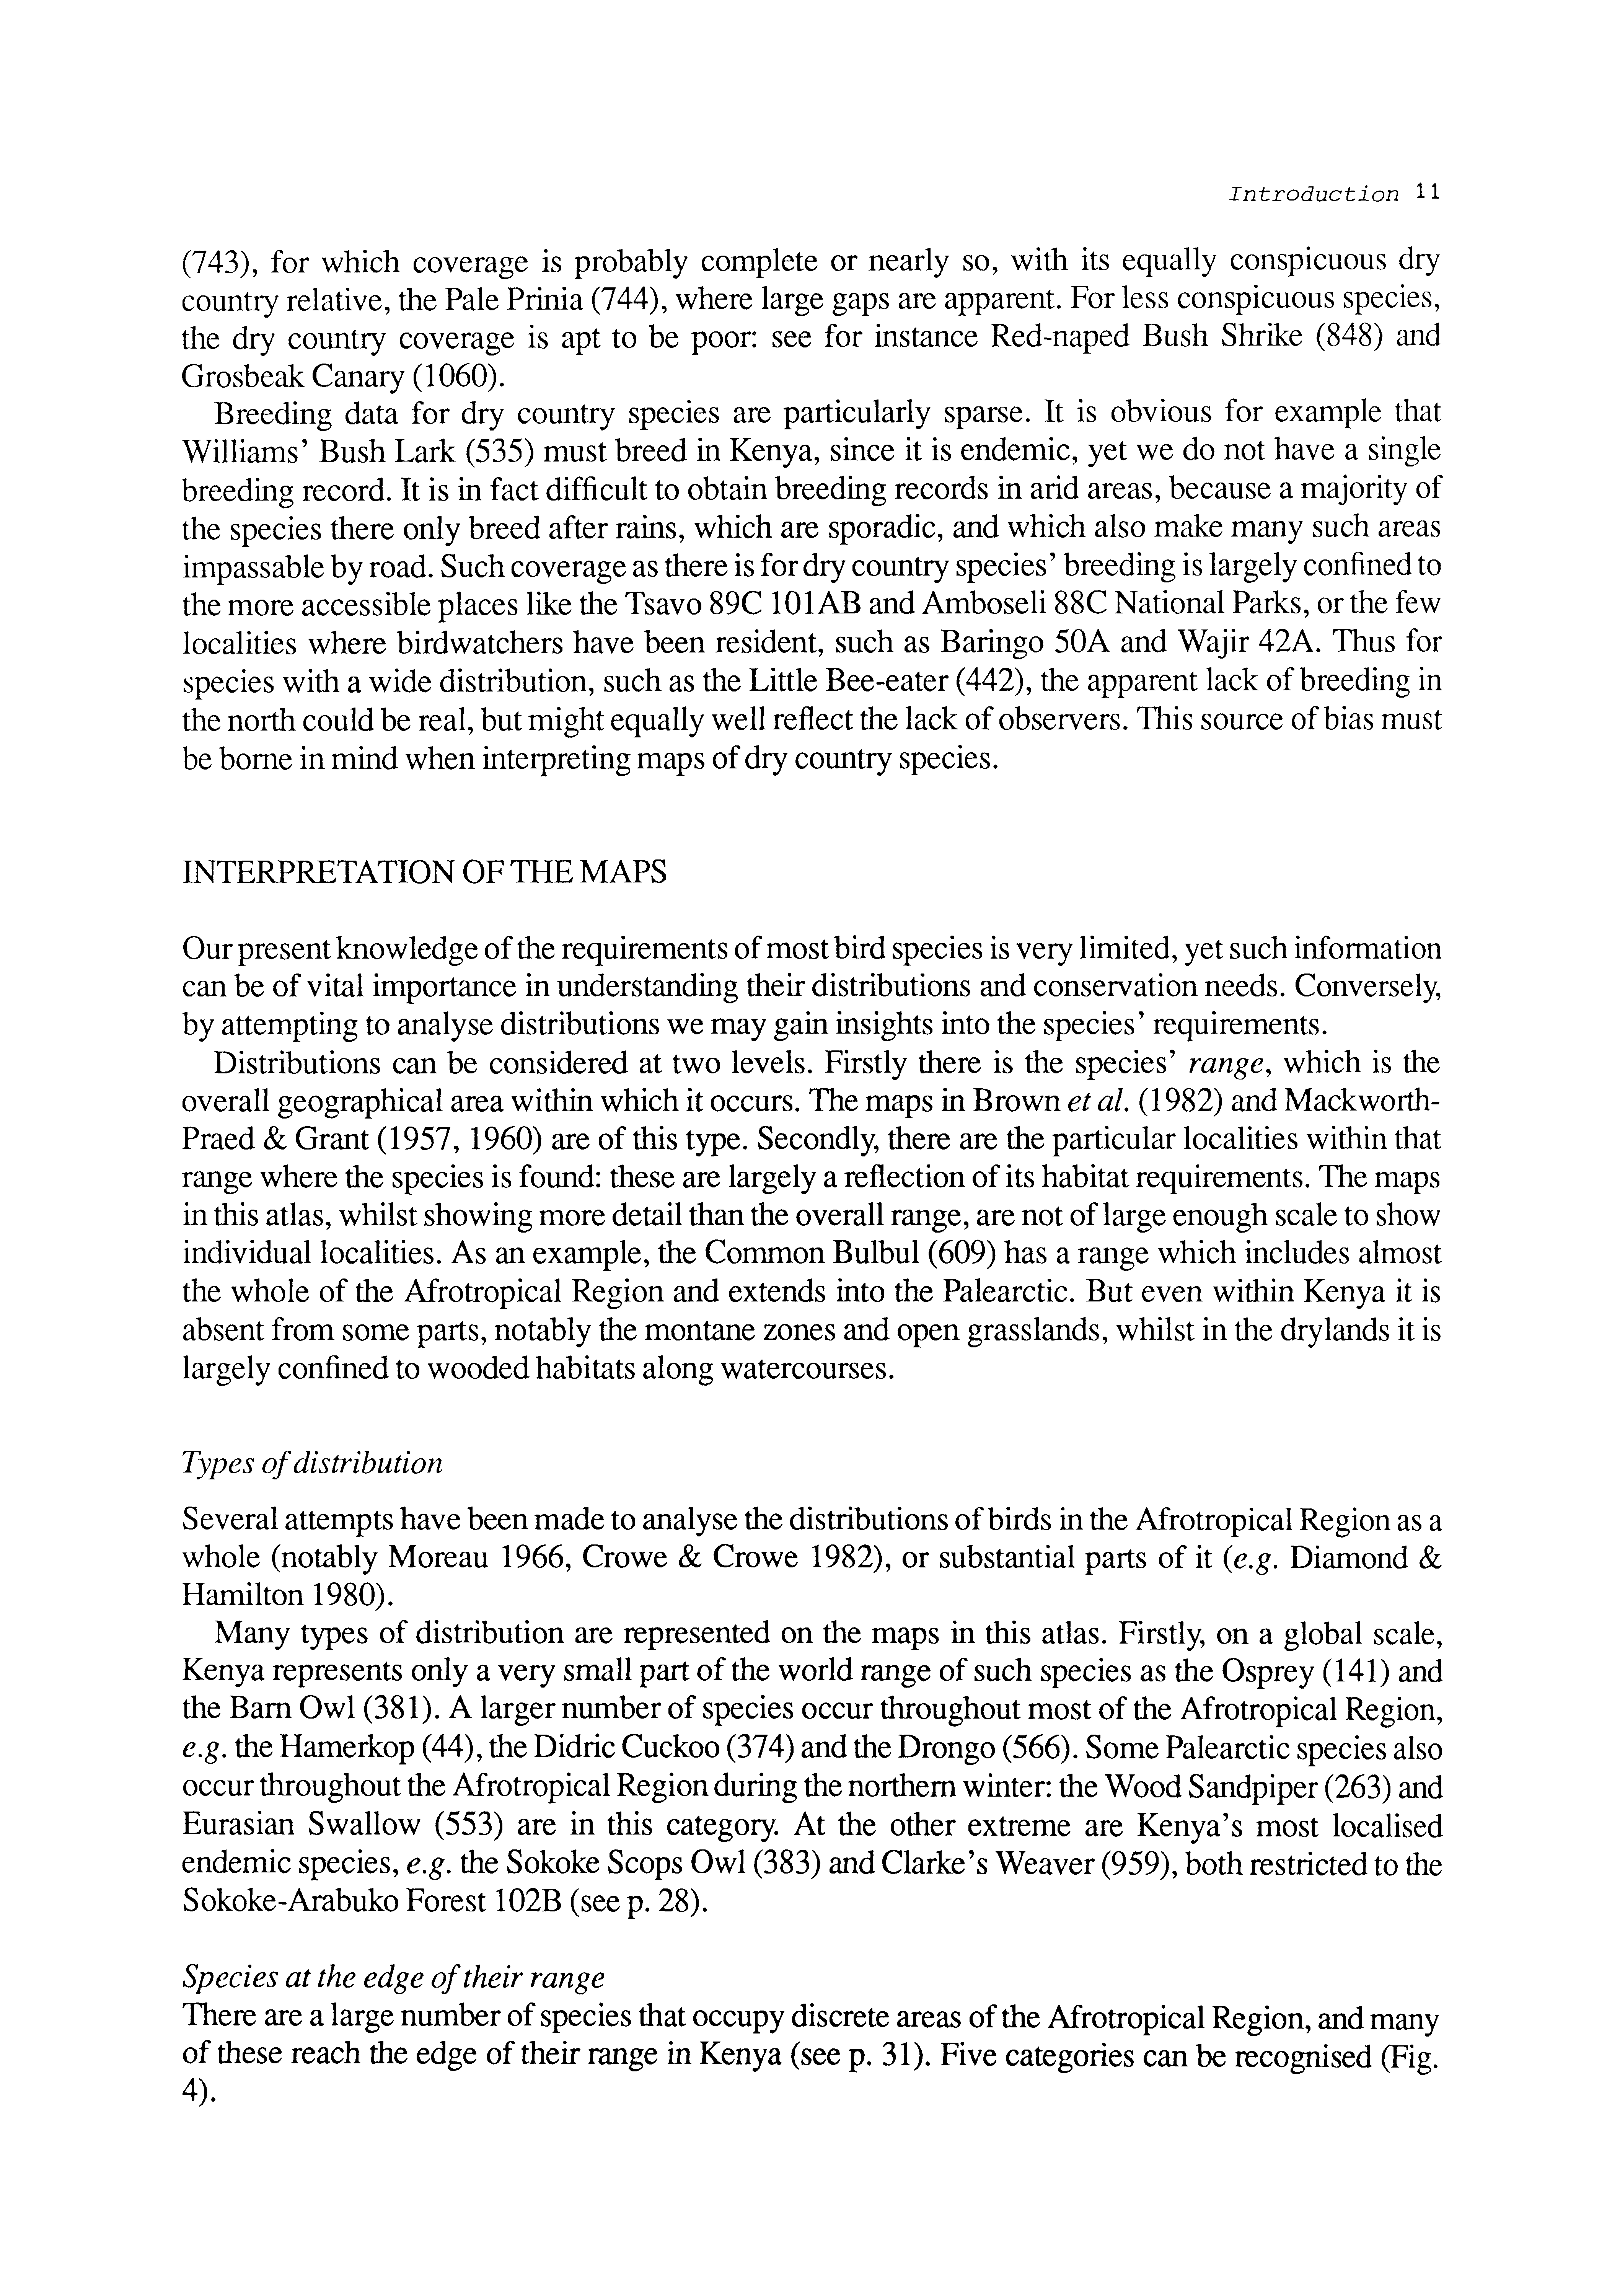 Introduction 11
(743), for which coverage is probably complete or nearly so, with its equally conspicuous dry
country relative, the Pale Prinia (744), where large gaps are apparent. For less conspicuous species,
the dry country coverage is apt to be poor: see for instance Red-naped Bush Shrike (848) and
Grosbeak Canary (1060).
Breeding data for dry country species are particularly sparse. It is obvious for example that
Williams’ Bush Lark (535) must breed in Kenya, since it is endemic, yet we do not have a single
breeding record. It is in fact difficult to obtain breeding records in arid areas, because a majority of
the species there only breed after rains, which are sporadic, and which also make many such areas
impassable by road. Such coverage as there is for dry country species’ breeding is largely confined to
the more accessible places like the Tsavo 89C 101AB and Amboseli 88C National Parks, or the few
localities where birdwatchers have been resident, such as Baringo 50A and Wajir 42A. Thus for
species with a wide distribution, such as the Little Bee-eater (442), the apparent lack of breeding in
the north could be real, but might equally well reflect the lack of observers. This source of bias must
be borne in mind when interpreting maps of dry country species.
INTERPRETATION OF THE MAPS
Our present knowledge of the requirements of most bird species is very limited, yet such information
can be of vital importance in understanding their distributions and conservation needs. Conversely,
by attempting to analyse distributions we may gain insights into the species’ requirements.
Distributions can be considered at two levels. Firstly there is the species’ range, which is the
overall geographical area within which it occurs. The maps in Brown et al. (1982) and Mackworth-
Praed & Grant (1957, 1960) are of this type. Secondly, there are the particular localities within that
range where the species is found: these are largely a reflection of its habitat requirements. The maps
in this atlas, whilst showing more detail than the overall range, are not of large enough scale to show
individual localities. As an example, the Common Bulbul (609) has a range which includes almost
the whole of the Afrotropical Region and extends into the Palearctic. But even within Kenya it is
absent from some parts, notably the montane zones and open grasslands, whilst in the drylands it is
largely confined to wooded habitats along watercourses.
Types of distribution
Several attempts have been made to analyse the distributions of birds in the Afrotropical Region as a
whole (notably Moreau 1966, Crowe & Crowe 1982), or substantial parts of it (e.g. Diamond &
Hamilton 1980).
Many types of distribution are represented on the maps in this atlas. Firstly, on a global scale,
Kenya represents only a very small part of the world range of such species as the Osprey (141) and
the Barn Owl (381). A larger number of species occur throughout most of the Afrotropical Region,
e.g. the Hamerkop (44), the Didric Cuckoo (374) and the Drongo (566). Some Palearctic species also
occur throughout the Afrotropical Region during the northern winter: the Wood Sandpiper (263) and
Eurasian Swallow (553) are in this category. At the other extreme are Kenya’s most localised
endemic species, e.g. the Sokoke Scops Owl (383) and Clarke’s Weaver (959), both restricted to the
Sokoke-Arabuko Forest 102B (see p. 28).
Species at the edge of their range
There are a large number of species that occupy discrete areas of the Afrotropical Region, and many
of these reach the edge of their range in Kenya (see p. 31). Five categories can be recognised (Fig.
4).